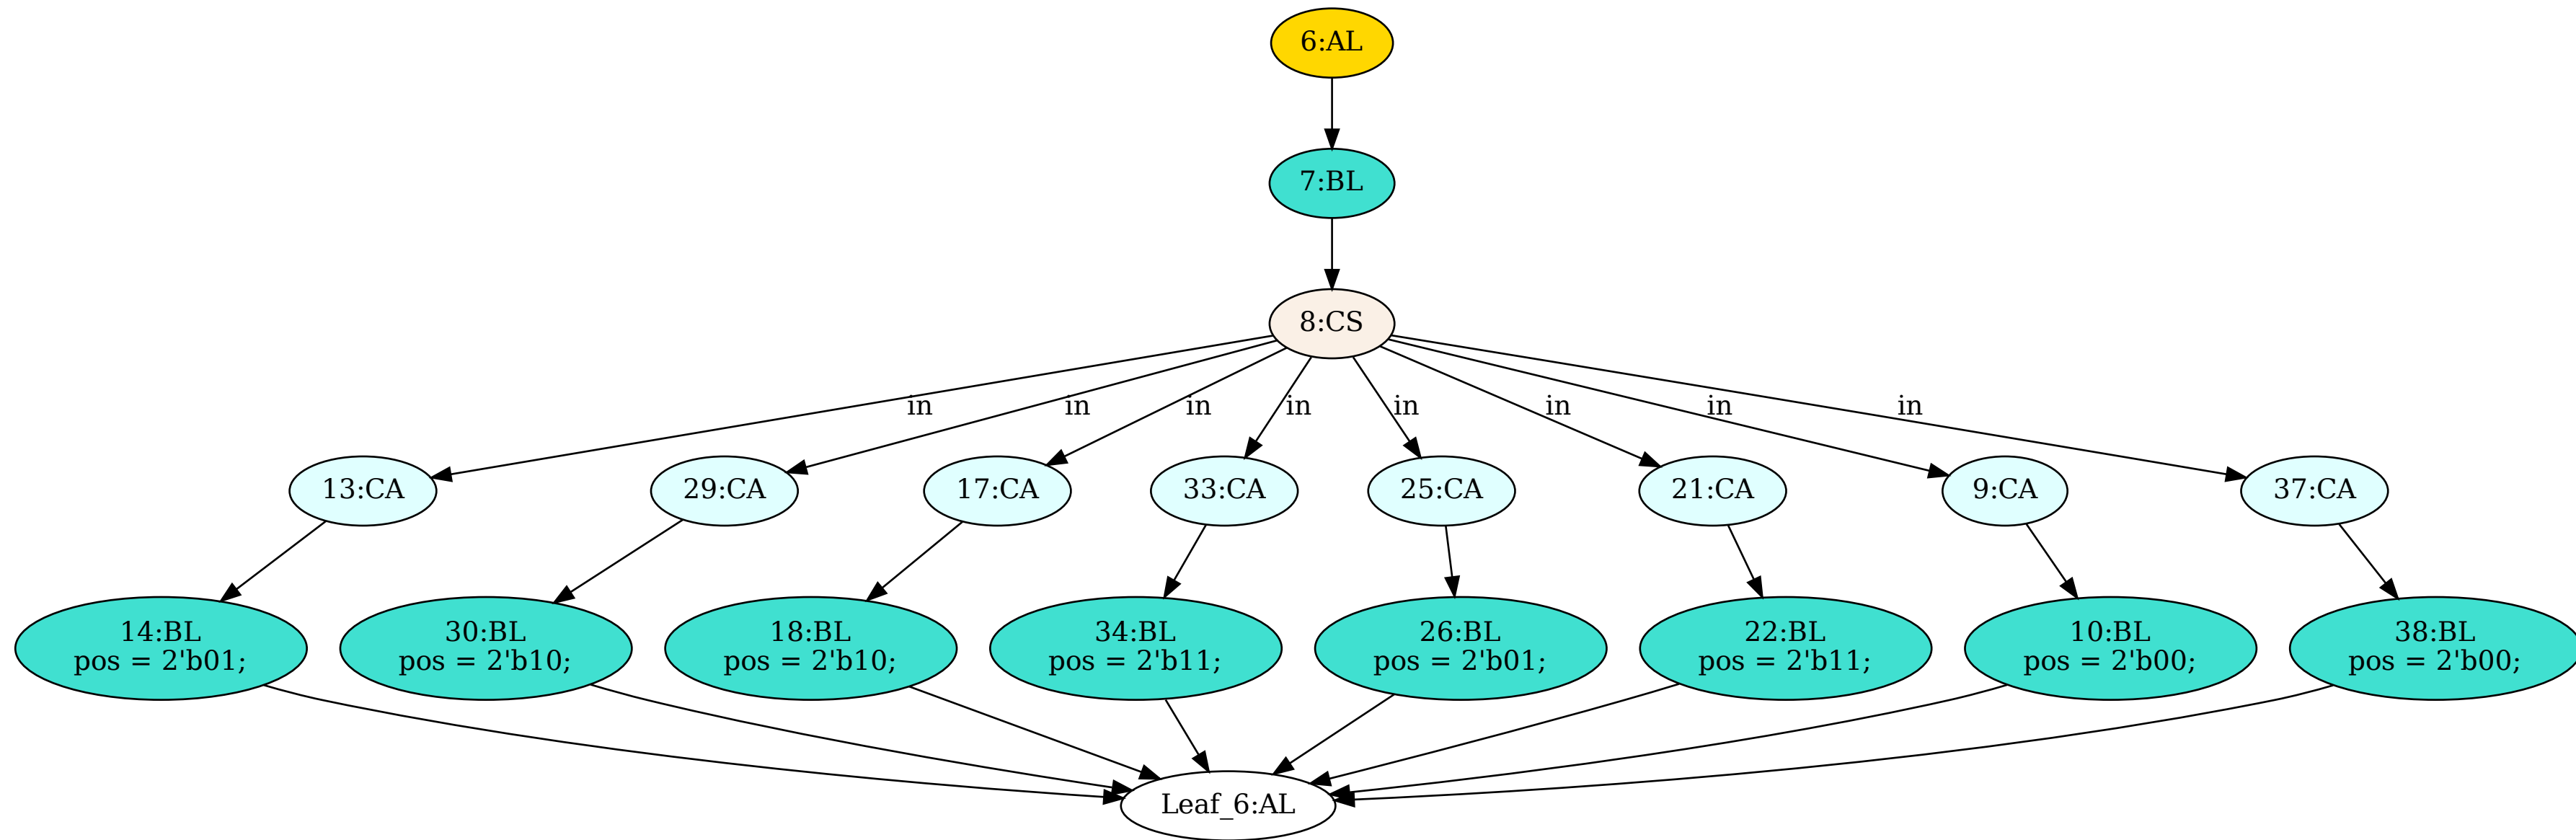 6:AL
7:BL
8:CS
in
in
in
in
in
in
in
in
13:CA
29:CA
17:CA
33:CA
25:CA
21:CA
9:CA
37:CA
14:BL
pos = 2'b01;
30:BL
pos = 2'b10;
18:BL
pos = 2'b10;
34:BL
pos = 2'b11;
26:BL
pos = 2'b01;
22:BL
pos = 2'b11;
10:BL
pos = 2'b00;
38:BL
pos = 2'b00;
Leaf_6:AL